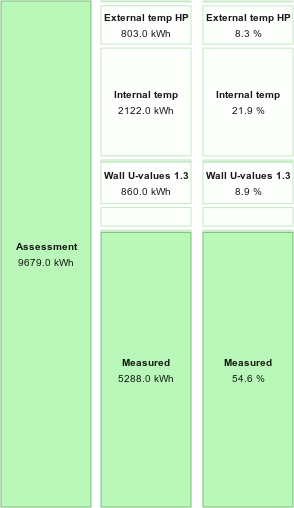 External temp HP
803.0 kWh
External temp HP
8.3 %
Internal temp
2122.0 kWh
Internal temp
21.9 %
Wall U-values 1.3
860.0 kWh
Wall U-values 1.3
8.9 %
Assessment
9679.0 kWh
Measured
5288.0 kWh
Measured
54.6 %